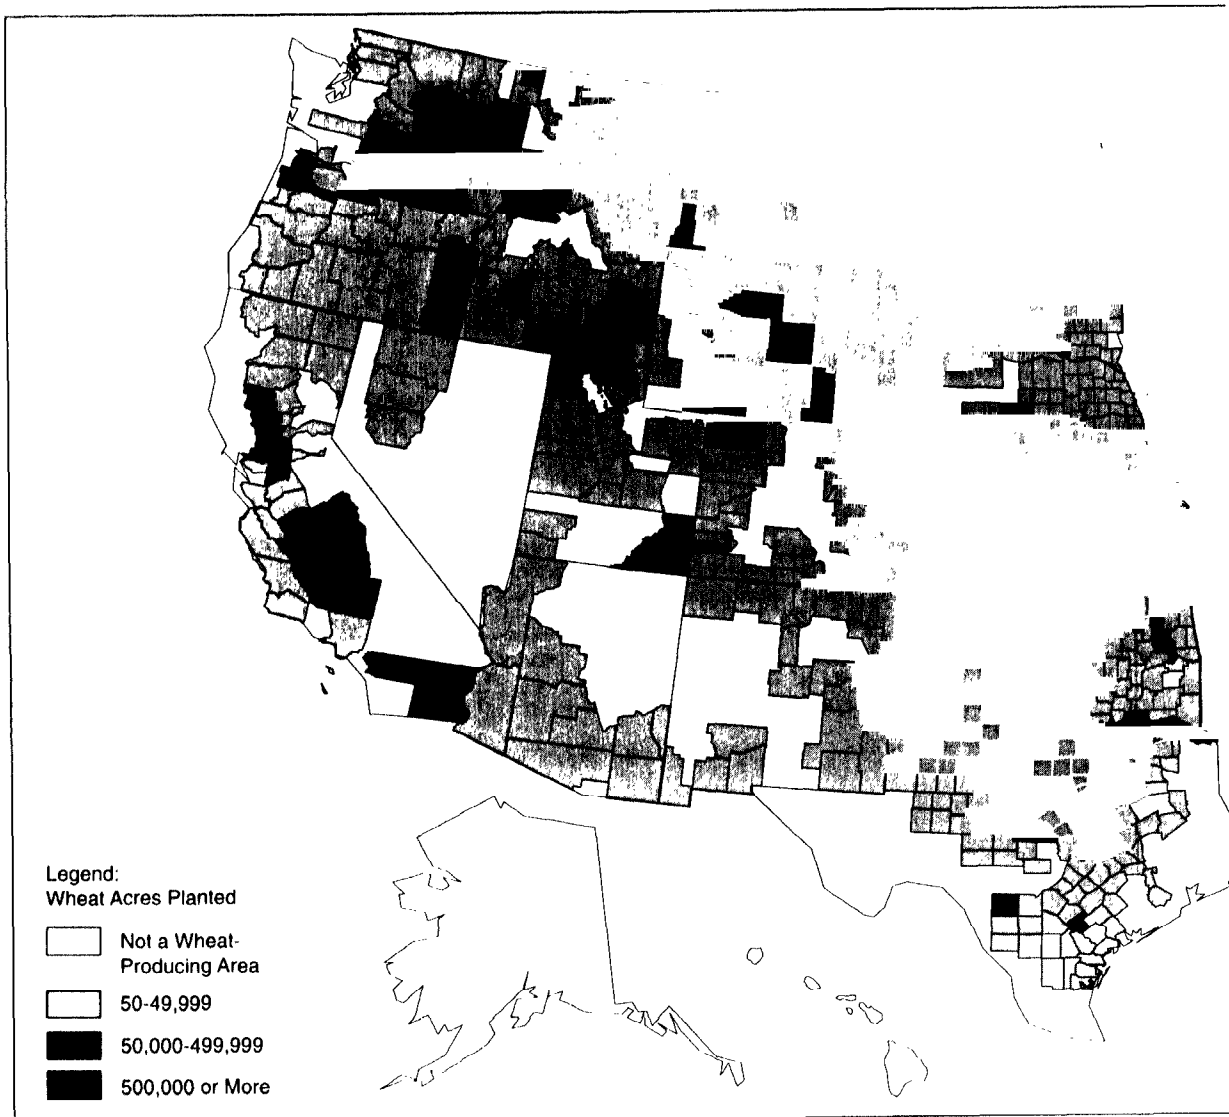 Legend:
Wheat Acres Planted
Not a Wheat-
Producing Area
50-49,999
50,000-499,999
500,000 or More